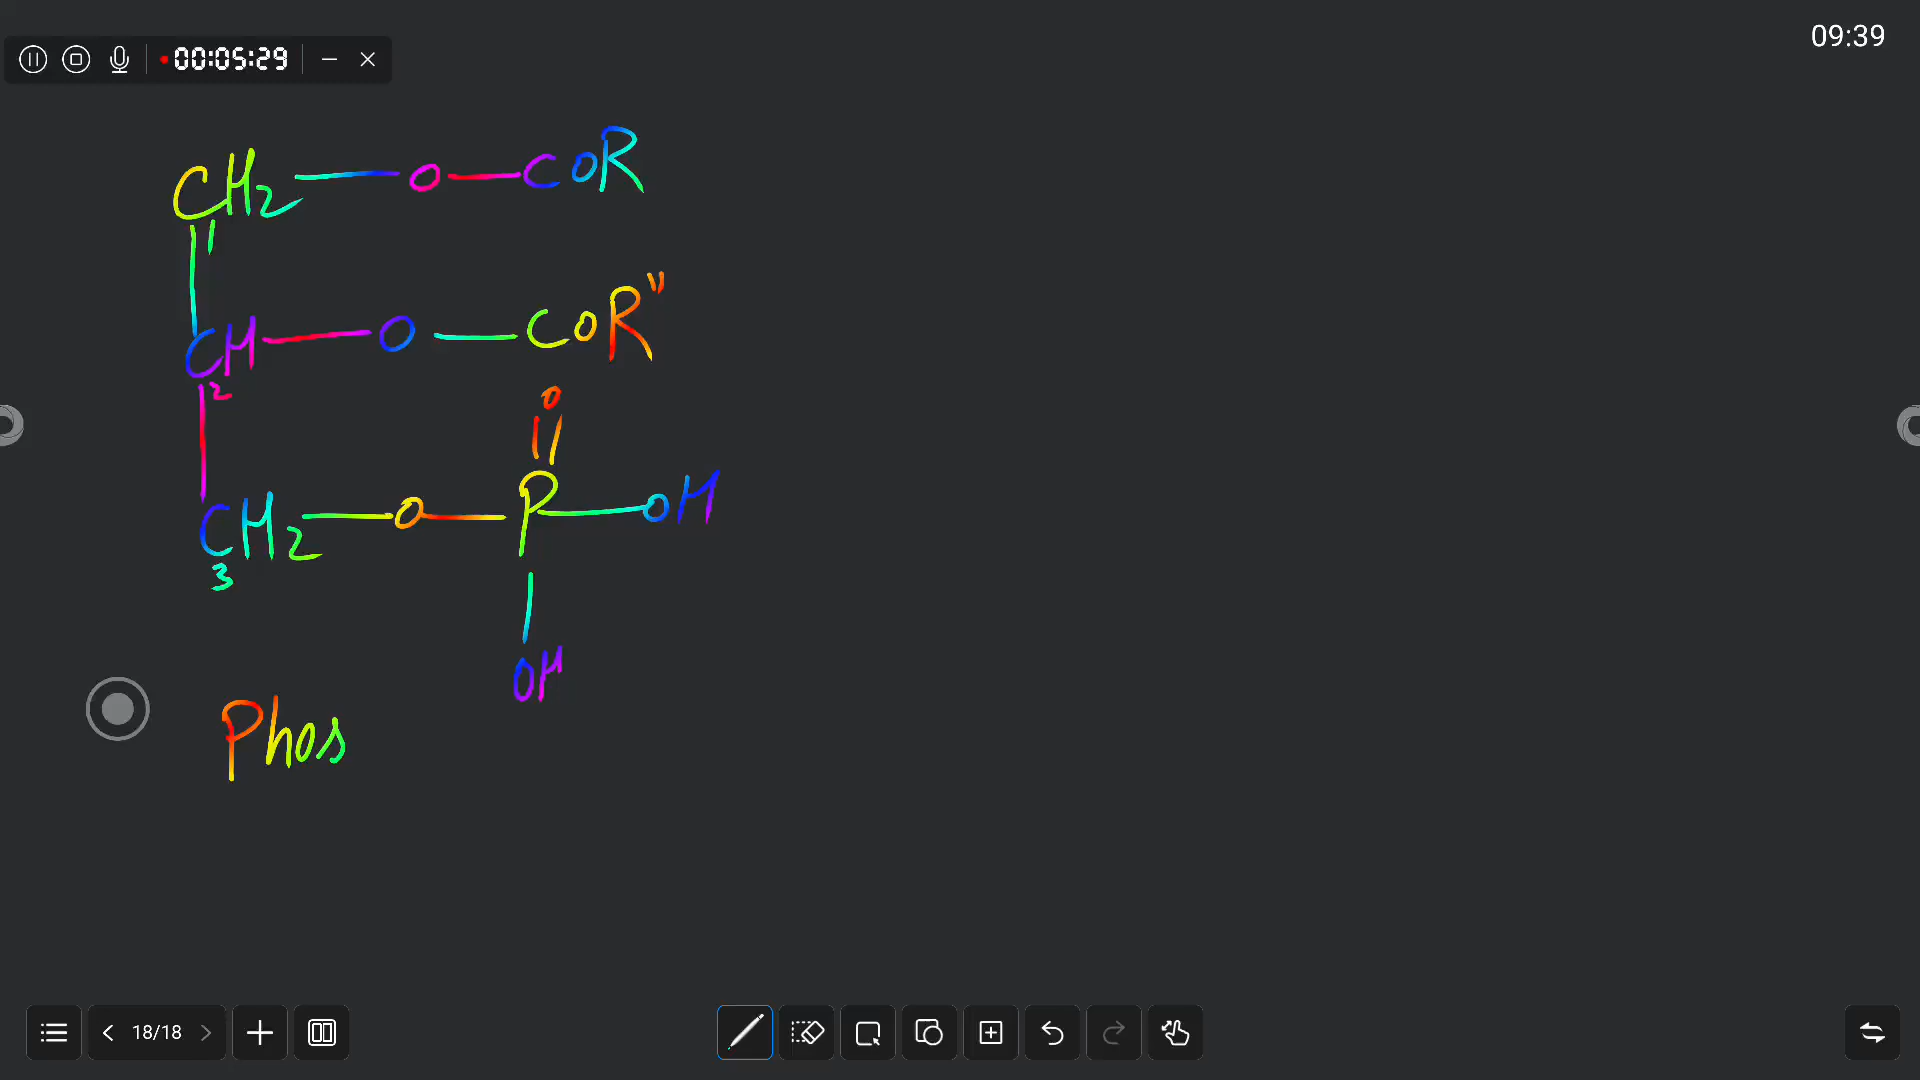 09:39
00:05:29
CH2 — O — COR
1
CH — O — COR"
2
O
||
CH2 — O — P — OH
3
|
OH
Phos
18/18